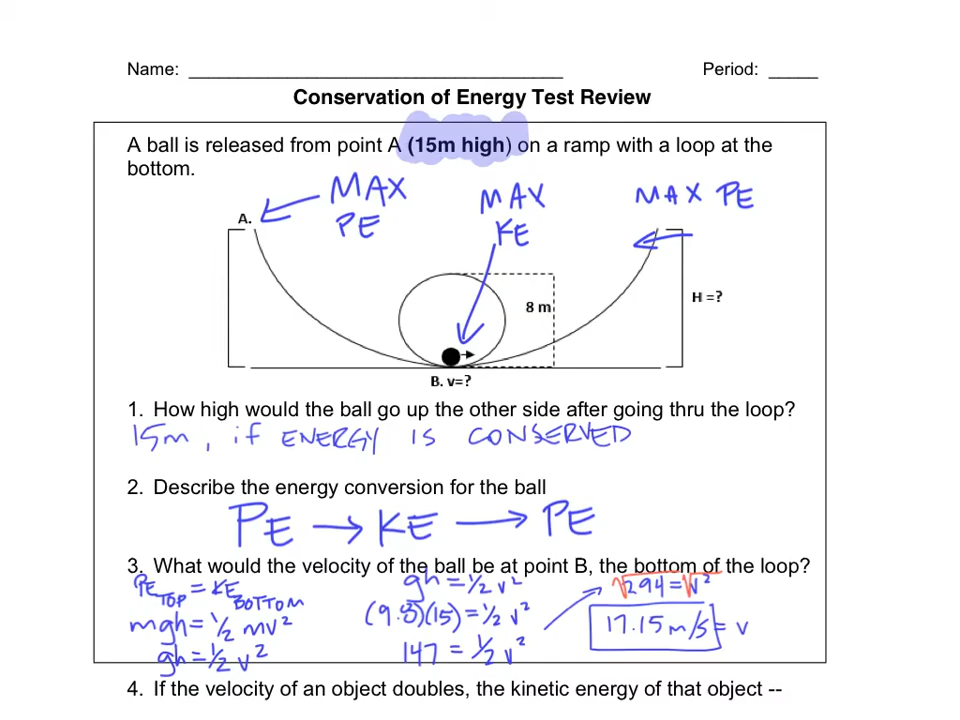 Name: ____________________ Period: _____
Conservation of Energy Test Review
A ball is released from point A (15m high) on a ramp with a loop at the
bottom.
MAX PE
MAX KE
MAX PE
A.
8 m
H =?
B. v=?
1. How high would the ball go up the other side after going thru the loop?
15m, if ENERGY IS CONSERVED
2. Describe the energy conversion for the ball
PE → KE → PE
3. What would the velocity of the ball be at point B, the bottom of the loop?
PE TOP = KE BOTTOM
mgh = 1/2 mv²
gh = 1/2 v²
gh = 1/2 v²
(9.8)(15) = 1/2 v²
147 = 1/2 v²
√294 = √v²
17.15 m/s = v
4. If the velocity of an object doubles, the kinetic energy of that object --